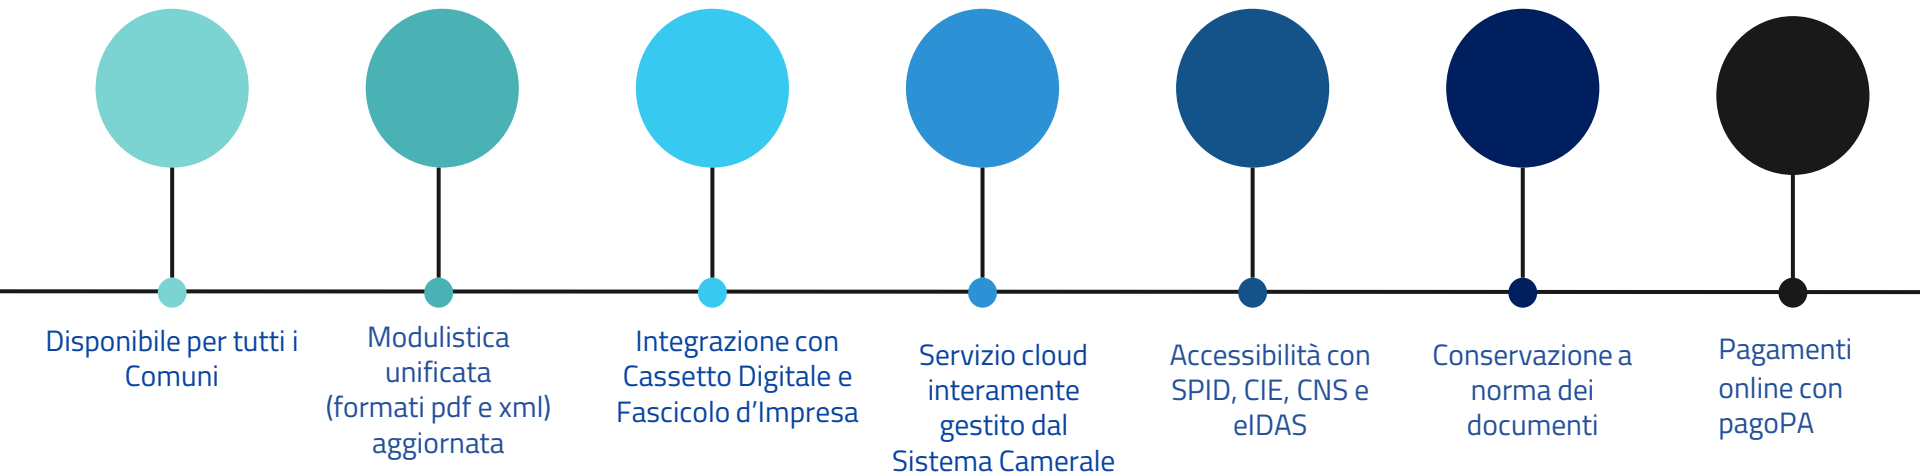 Disponibile per tutti i
Comuni
Modulistica
unificata
(formati pdf e xml)
aggiornata
Integrazione con
Cassetto Digitale e
Fascicolo d’Impresa
Servizio cloud
interamente
gestito dal
Sistema Camerale
Accessibilità con
SPID, CIE, CNS e
eIDAS
Conservazione a
norma dei
documenti
Pagamenti
online con
pagoPA